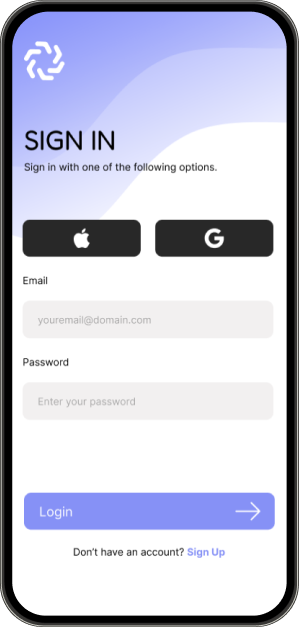 SIGN IN
Sign in with one of the following options.
Email
youremail@domain.com
Password
Enter your password
Login
Don't have an account? Sign Up